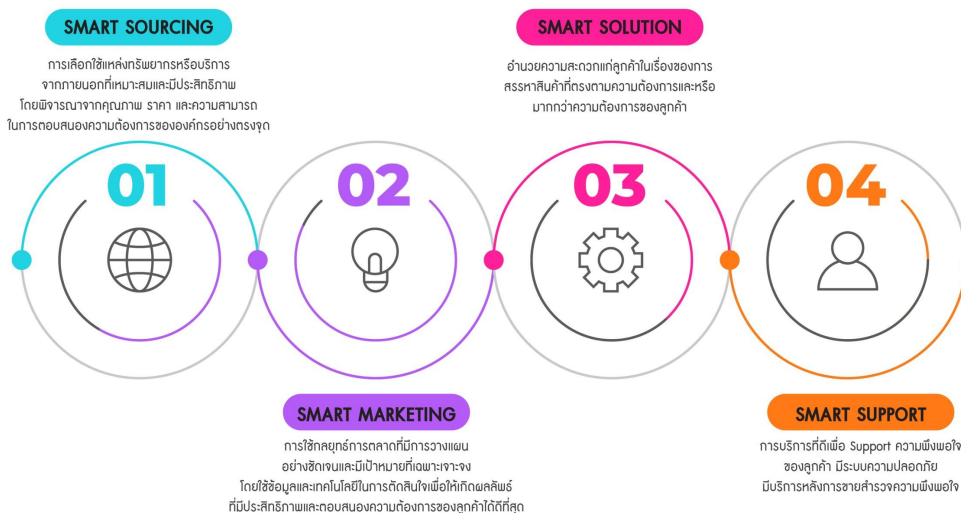 SMART SOURCING
การเลือกใช้แหล่งทรัพยากรหรือบริการ
จากภายนอกที่เหมาะสมและมีประสิทธิภาพ
โดยพิจารณาจากคุณภาพ ราคา และความสามารถ
ในการตอบสนองความต้องการขององค์กรอย่างตรงจุด
SMART SOLUTION
อำนวยความสะดวกแก่ลูกค้าในเรื่องของการ
สรรหาสินค้าที่ตรงตามความต้องการและหรือ
มากกว่าความต้องการของลูกค้า
01
02
03
04
SMART MARKETING
การใช้กลยุทธ์การตลาดที่มีการวางแผน
อย่างชัดเจนและมีเป้าหมายที่เฉพาะเจาะจง
โดยใช้ข้อมูลและเทคโนโลยีในการตัดสินใจเพื่อให้เกิดผลลัพธ์
ที่มีประสิทธิภาพและตอบสนองความต้องการของลูกค้าได้ดีที่สุด
SMART SUPPORT
การบริการที่ดีเพื่อ Support ความพึงพอใจ
ของลูกค้า มีระบบความปลอดภัย
มีบริการหลังการขายสำรวจความพึงพอใจ